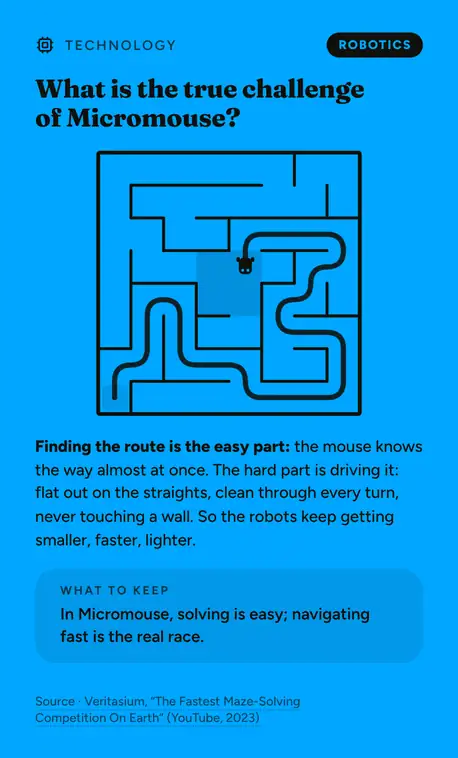 TECHNOLOGY
ROBOTICS
What is the true challenge
of Micromouse?
Finding the route is the easy part: the mouse knows
the way almost at once. The hard part is driving it:
flat out on the straights, clean through every turn,
never touching a wall. So the robots keep getting
smaller, faster, lighter.
WHAT TO KEEP
In Micromouse, solving is easy; navigating
fast is the real race.
Source · Veritasium, “The Fastest Maze-Solving
Competition On Earth” (YouTube, 2023)